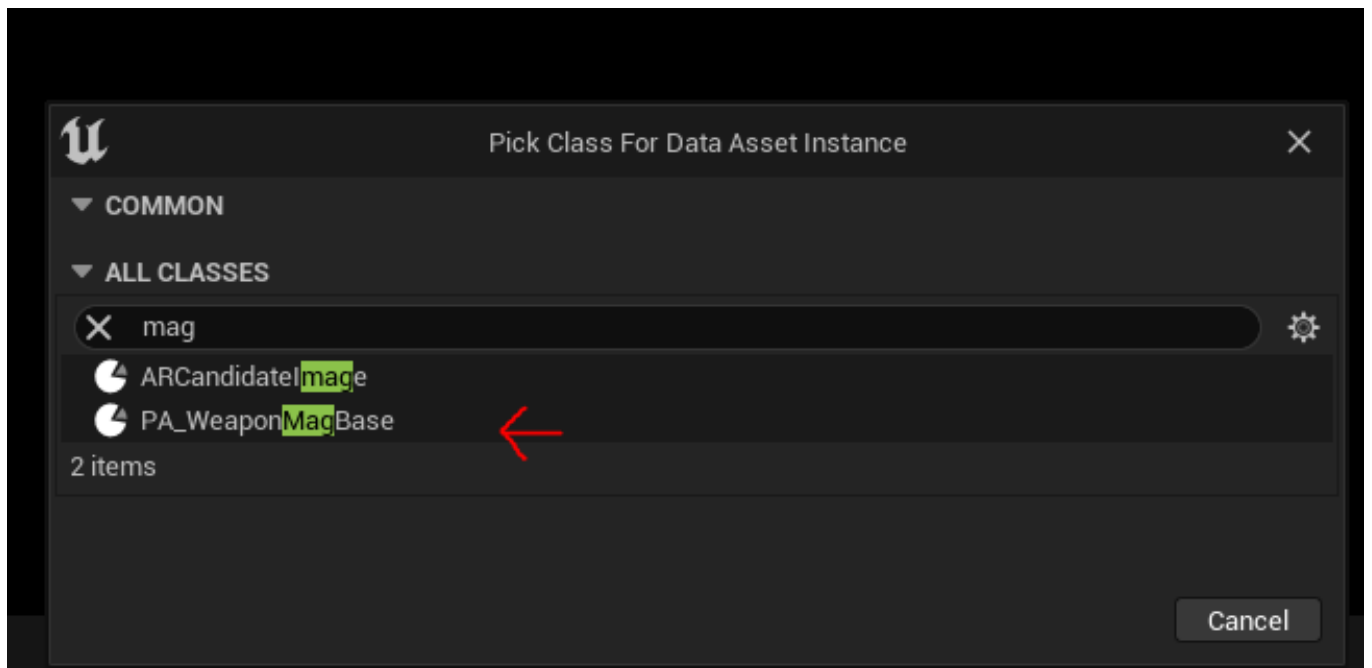 Pick Class For Data Asset Instance
COMMON
ALL CLASSES
mag
ARCandidateImage
PA_WeaponMagBase
2 items
Cancel